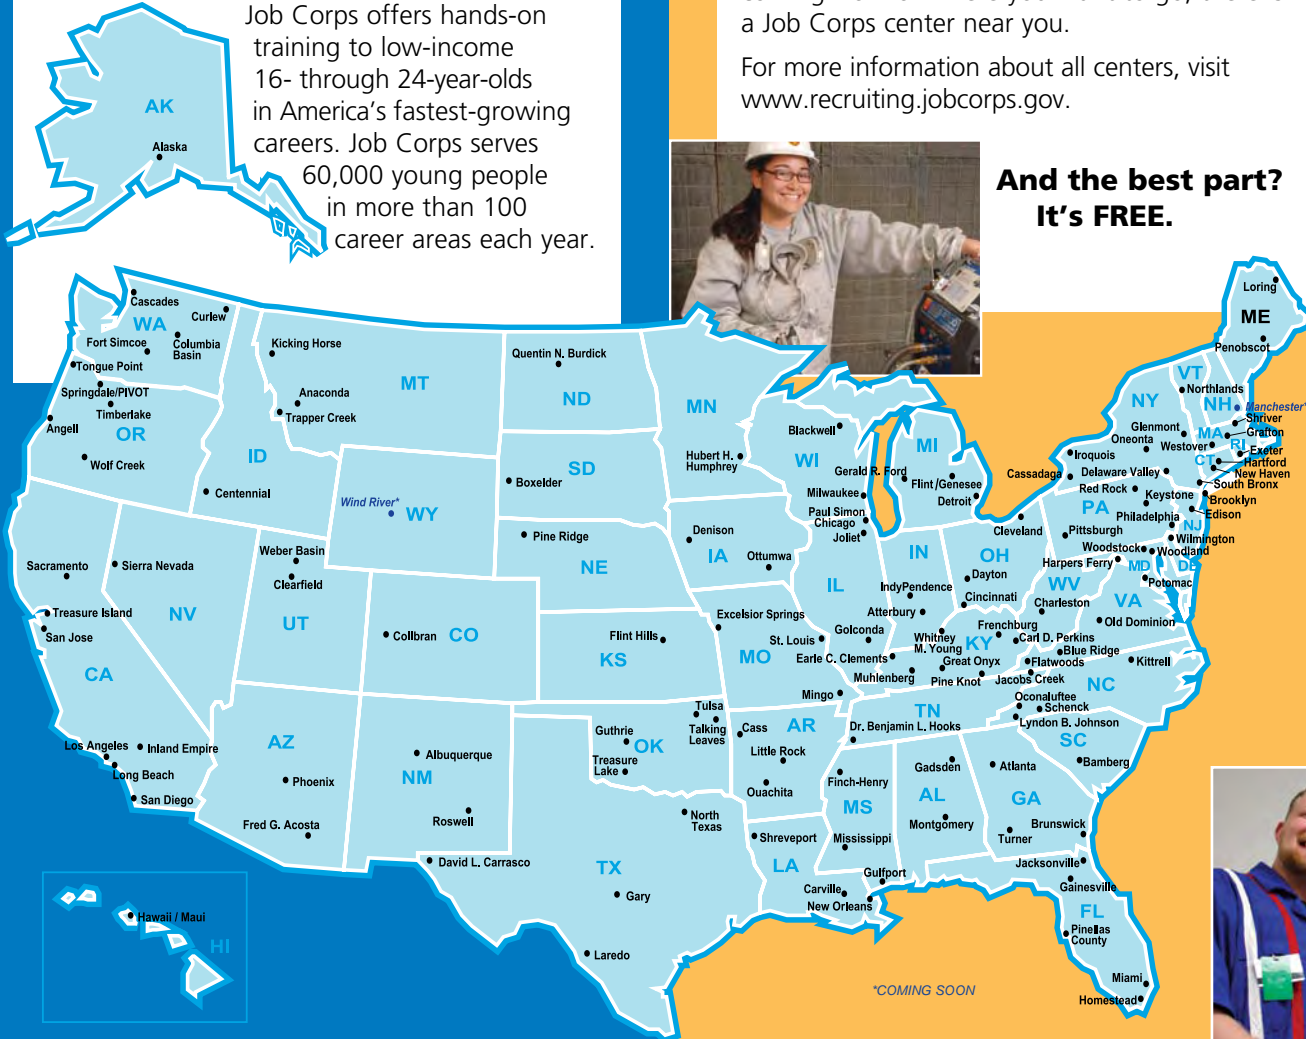 Job Corps offers hands-on
training to low-income
16- through 24-year-olds
in America's fastest-growing
careers. Job Corps serves
60,000 young people
in more than 100
career areas each year.
a Job Corps center near you.
For more information about all centers, visit
www.recruiting.jobcorps.gov.
And the best part?
It's FREE.
AK
Alaska
WA
Cascades
Curlew
Fort Simcoe
Columbia
Basin
Tongue Point
Springdale/PIVOT
Timberlake
Angell
OR
Wolf Creek
ID
Centennial
Kicking Horse
MT
Anaconda
Trapper Creek
Wind River*
WY
Quentin N. Burdick
ND
SD
Boxelder
Pine Ridge
NE
MN
Hubert H.
Humphrey
Blackwell
WI
Milwaukee
MI
Gerald R. Ford
Flint/Genesee
Detroit
Paul Simon
Chicago
Joliet
IL
Golconda
Denison
IA
Ottumwa
Sacramento
Treasure Island
San Jose
CA
Los Angeles
Inland Empire
Long Beach
San Diego
Sierra Nevada
NV
Weber Basin
Clearfield
UT
Collbran
CO
Flint Hills
KS
Excelsior Springs
St. Louis
MO
Mingo
AZ
Phoenix
Fred G. Acosta
Albuquerque
NM
Roswell
Tulsa
Guthrie
Talking
Leaves
OK
Treasure
Lake
Cass
AR
Little Rock
Ouachita
North
Texas
David L. Carrasco
TX
Gary
Laredo
Shreveport
LA
Carville
New Orleans
Finch-Henry
MS
Mississippi
Gulfport
Gadsden
AL
Montgomery
Atlanta
GA
Turner
Brunswick
Jacksonville
Gainesville
FL
Pinellas
County
Miami
Homestead
IN
IndyPendence
Atterbury
OH
Cleveland
Dayton
Cincinnati
WV
Harpers Ferry
Charleston
KY
Whitney
M. Young
Frenchburg
Carl D. Perkins
Earle C. Clements
Great Onyx
Muhlenberg
Pine Knot
TN
Dr. Benjamin L. Hooks
Jacobs Creek
Flatwoods
Blue Ridge
VA
Old Dominion
NC
Kittrell
Oconaluftee
Schenck
Lyndon B. Johnson
SC
Bamberg
PA
Red Rock
Keystone
Philadelphia
Pittsburgh
NJ
Edison
Wilmington
Woodstock
Woodland
MD
DE
Potomac
NY
Glenmont
Oneonta
Iroquois
Cassadaga
Delaware Valley
South Bronx
Brooklyn
VT
Northlands
NH
Manchester*
ME
Loring
Penobscot
MA
Shriver
Grafton
Westover
RI
Exeter
CT
Hartford
New Haven
HI
Hawaii / Maui
*COMING SOON